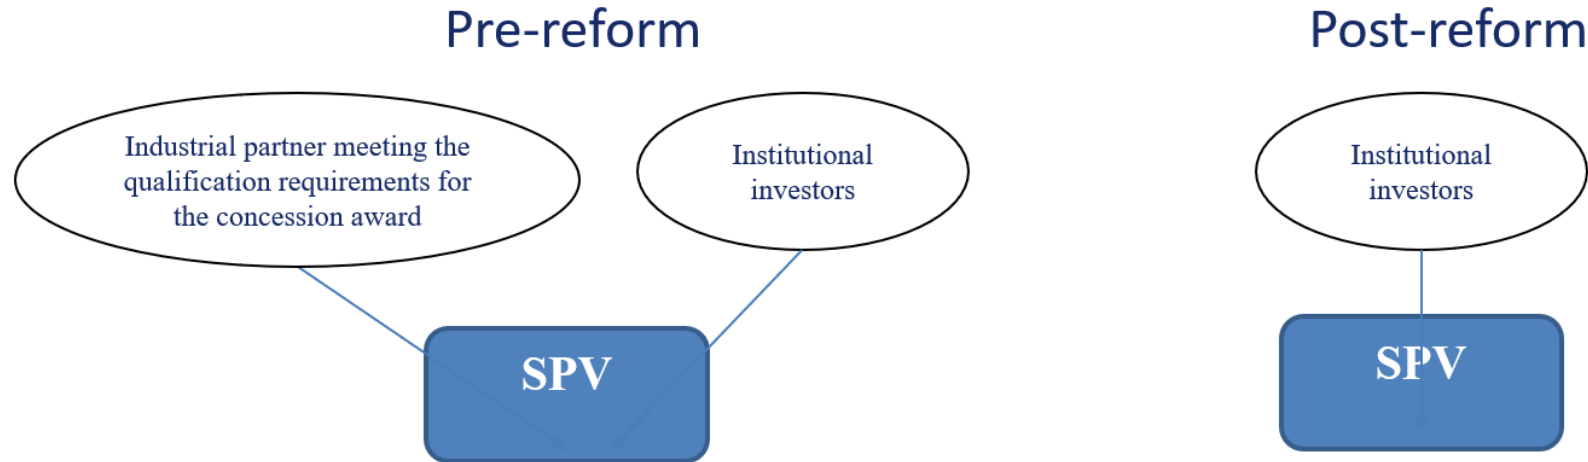 Pre-reform
Post-reform
Industrial partner meeting the
qualification requirements for
the concession award
Institutional
investors
Institutional
investors
SPV
SPV